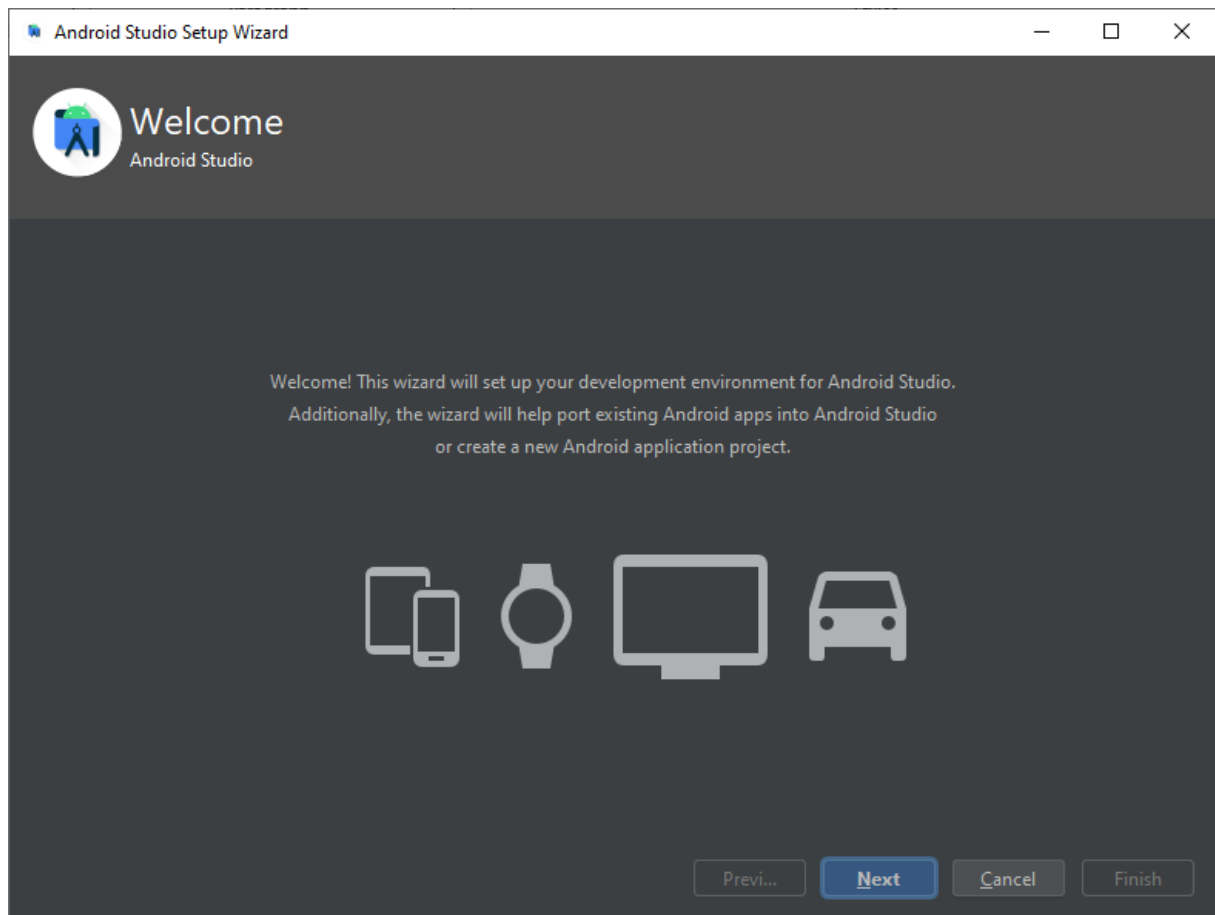 Android Studio Setup Wizard
Welcome
Android Studio
Welcome! This wizard will set up your development environment for Android Studio.
Additionally, the wizard will help port existing Android apps into Android Studio
or create a new Android application project.
Previ... Next Cancel Finish